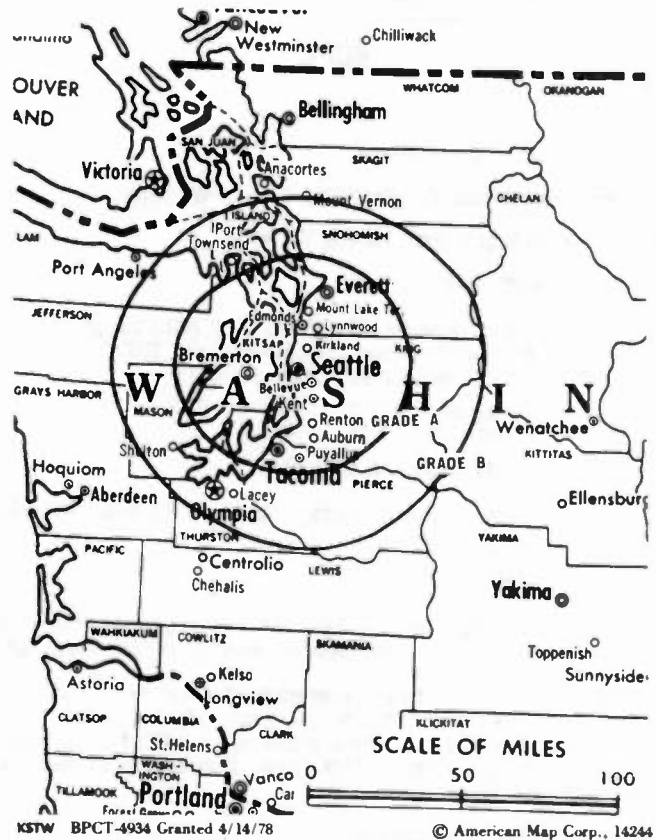 New
Westminster
Chilliwack
OUVER
AND
WHATCOM
OKANOGAN
Bellingham
SAN JUAN
SKAGIT
Victoria
Anacortes
CHELAN
Mount Vernon
ISLAND
Port
Townsend
SNOHOMISH
LAM
Port Angeles
Everett
JEFFERSON
Mount Lake Ter.
Edmonds
Lynnwood
KITSAP
Kirkland
KING
Bremerton
Seattle
Bellevue
W A S H I N
GRAYS HARBOR
MASON
Kent
Renton
GRADE A
Wenatchee
Auburn
Shelton
Puyallup
KITTITAS
Tacoma
GRADE B
Hoquiom
PIERCE
Aberdeen
Lacey
Ellensburg
Olympia
THURSTON
YAKIMA
PACIFIC
Centrolio
LEWIS
Chehalis
Yakima
WAHKIAKUM
COWLITZ
SKAMANIA
Toppenish
Kelso
Sunnyside
Astoria
Longview
CLATSOP
COLUMBIA
CLARK
KLICKITAT
St. Helens
SCALE OF MILES
WASH-
INGTON
Vanco
0 50 100
TILLAMOOK
Portland
Car
KSTW BPCT-4934 Granted 4/14/78
© American Map Corp., 14244